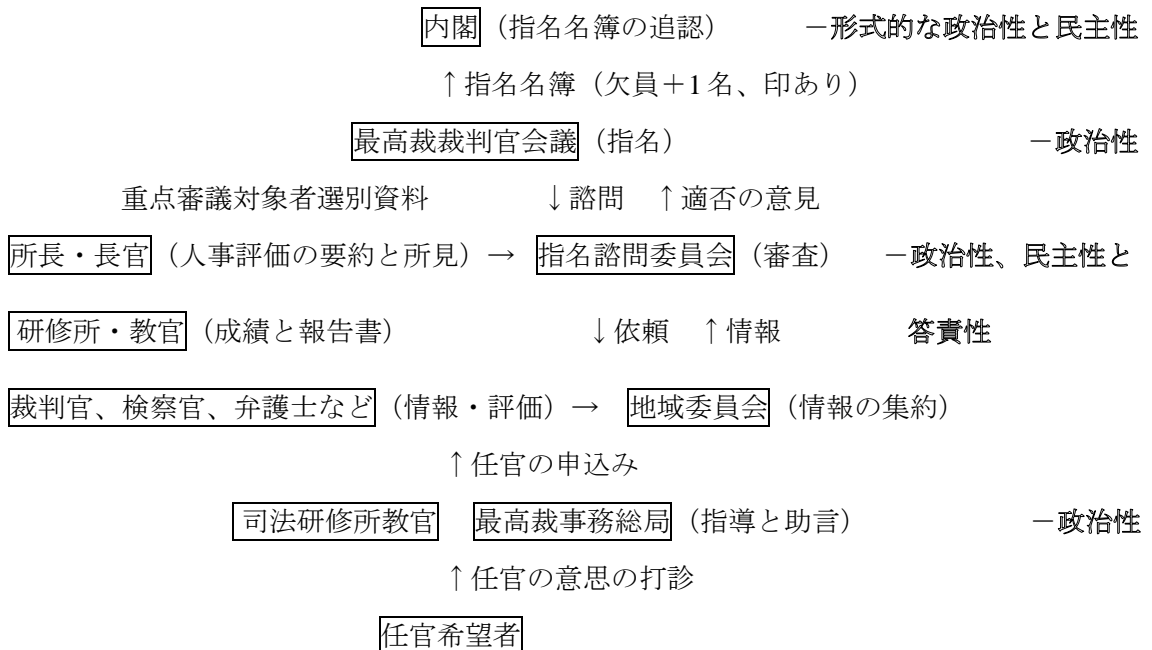 内閣（指名名簿の追認） －形式的な政治性と民主性
↑指名名簿（欠員＋1名、印あり）
最高裁裁判官会議（指名） －政治性
重点審議対象者選別資料 ↓諮問 ↑適否の意見
所長・長官（人事評価の要約と所見）→ 指名諮問委員会（審査） －政治性、民主性と
研修所・教官（成績と報告書） ↓依頼 ↑情報 答責性
裁判官、検察官、弁護士など（情報・評価）→ 地域委員会（情報の集約）
↑任官の申込み
司法研修所教官 最高裁事務総局（指導と助言） －政治性
↑任官の意思の打診
任官希望者